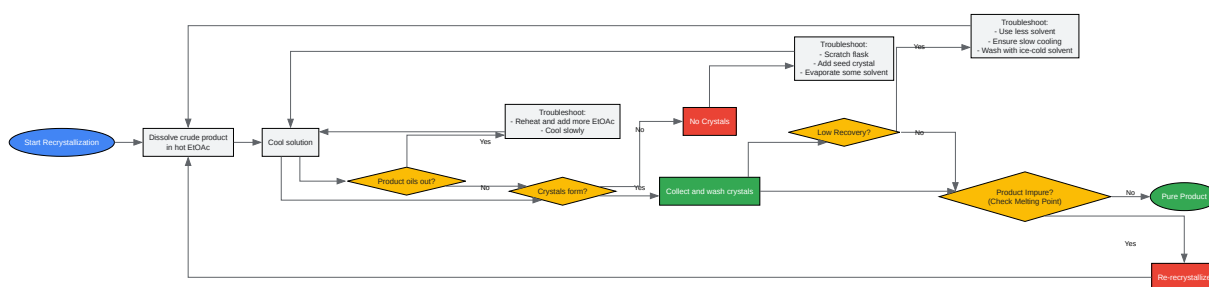 Troubleshoot:
- Use less solvent
- Ensure slow cooling
- Wash with ice-cold solvent
Yes
Troubleshoot:
- Scratch flask
- Add seed crystal
- Evaporate some solvent
Troubleshoot:
- Reheat and add more EtOAc
- Cool slowly
No Crystals
No
Low Recovery?
No
Start Recrystallization
Dissolve crude product
in hot EtOAc
Cool solution
Yes
Product oils out?
No
Crystals form?
Yes
Collect and wash crystals
Product Impure?
(Check Melting Point)
No
Pure Product
Yes
Re-recrystallize